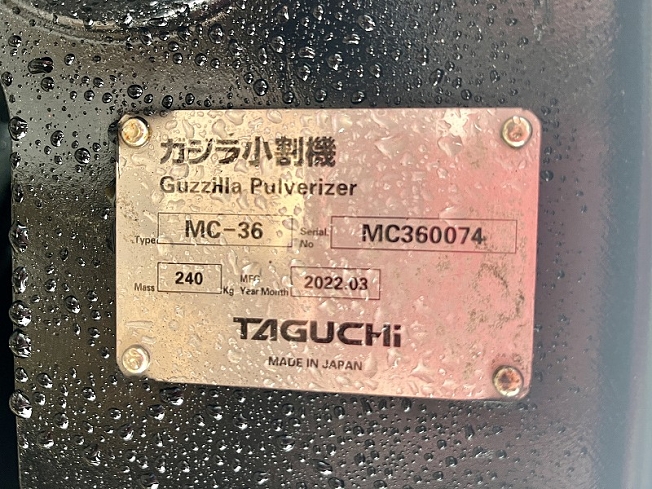 ガジラ小割機
Guzzilla Pulverizer
Type MC-36 Serial No MC360074
Mass 240 Kg MFG Year Month 2022.03
TAGUCHi
MADE IN JAPAN